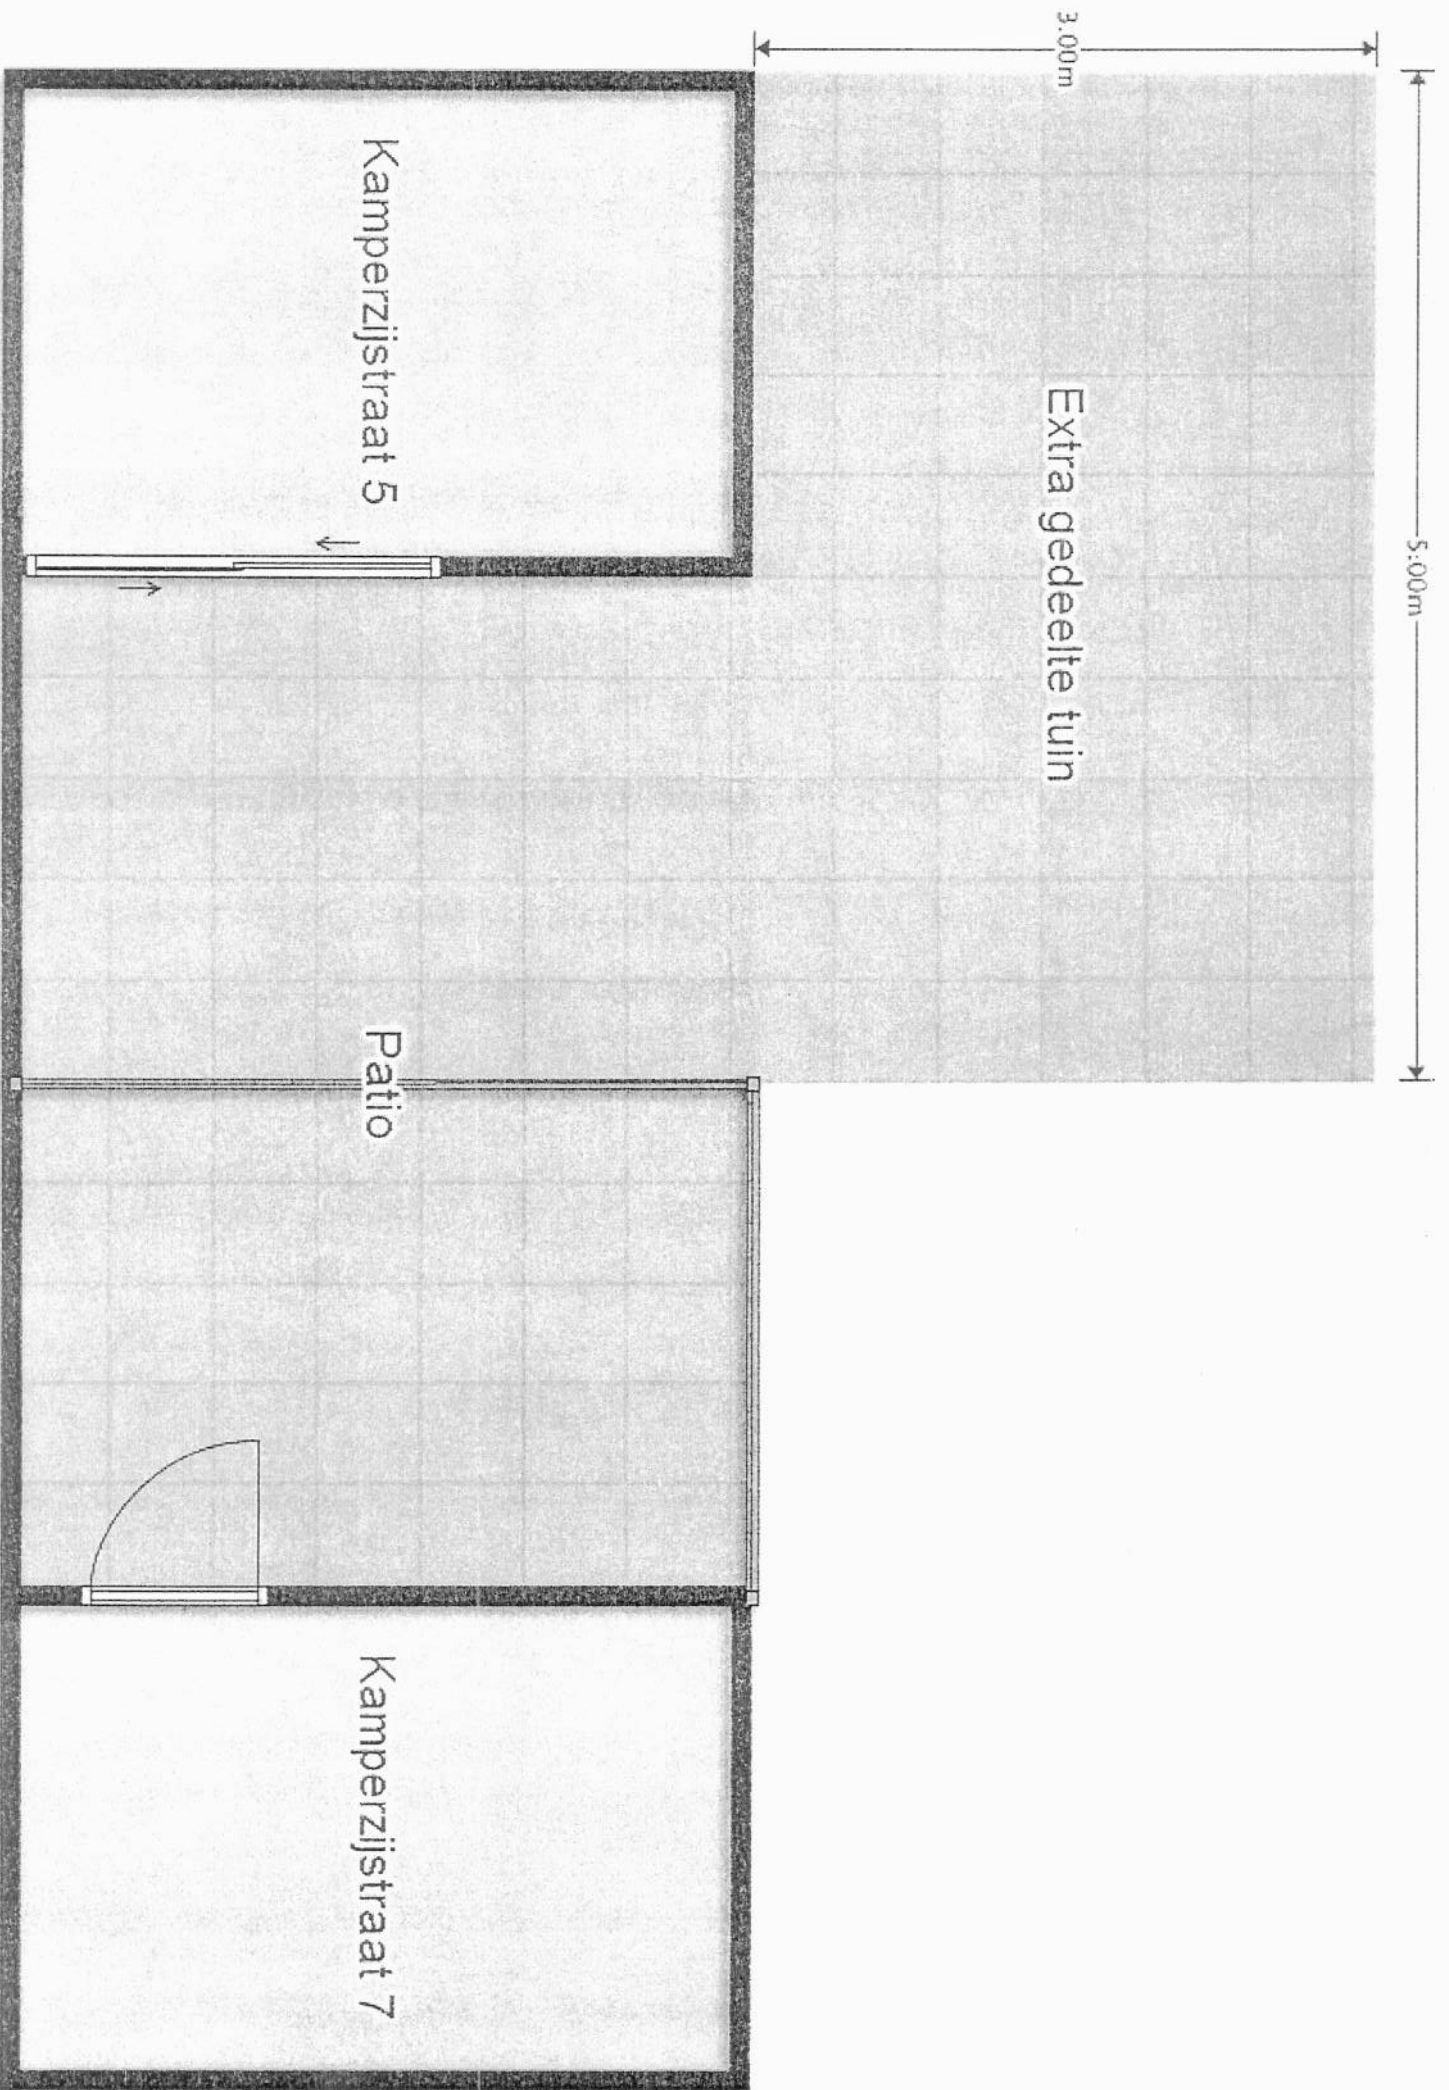 5:00m
3.00m
Extra gedeelte tuin
Kamperzijstraat 5
Patio
Kamperzijstraat 7